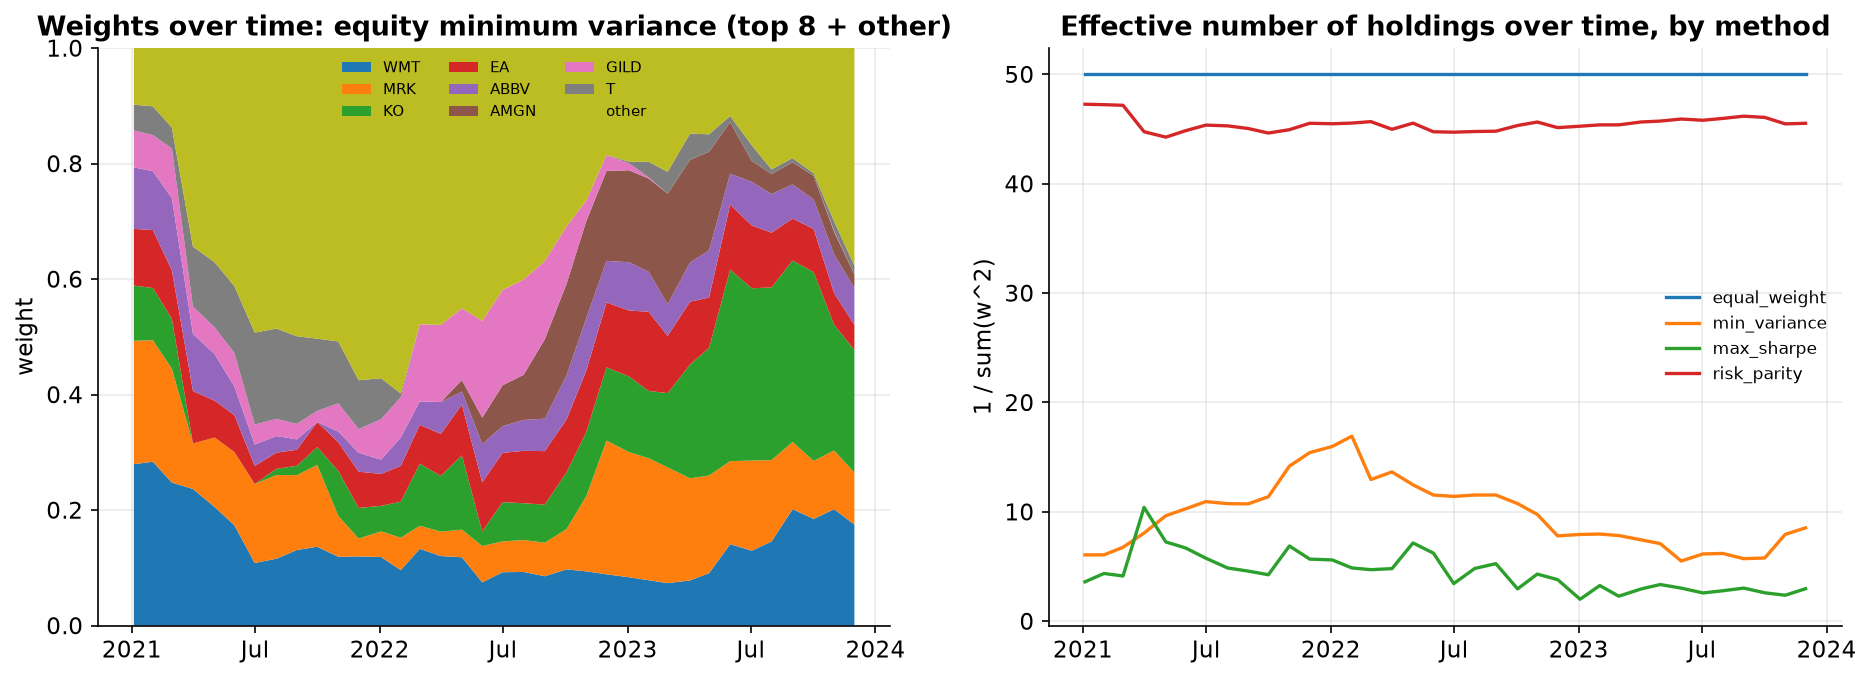 Weights over time: equity minimum variance (top 8 + other)
weight
1.0
0.8
0.6
0.4
0.2
0.0
WMT
MRK
KO
EA
ABBV
AMGN
GILD
T
other
2021
Jul
2022
Jul
2023
Jul
2024
Effective number of holdings over time, by method
1 / sum(w^2)
50
40
30
20
10
0
equal_weight
min_variance
max_sharpe
risk_parity
2021
Jul
2022
Jul
2023
Jul
2024